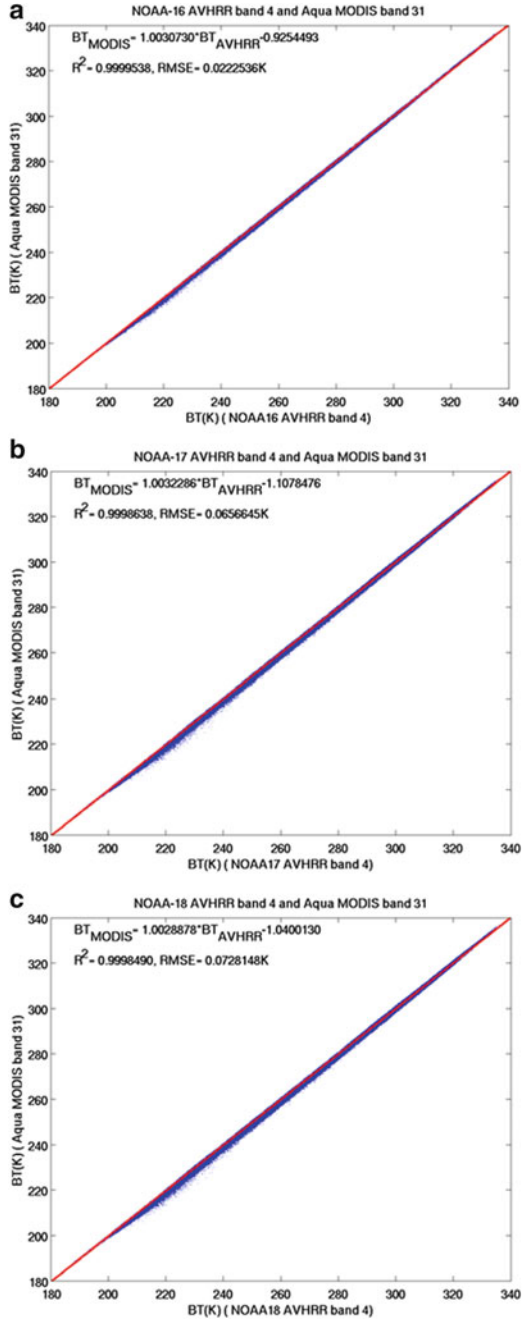 a
NOAA-16 AVHRR band 4 and Aqua MODIS band 31
BT_MODIS= 1.0030730*BT_AVHRR-0.9254493
R^2= 0.9999538, RMSE= 0.0222536K
BT(K) ( Aqua MODIS band 31)
340
320
300
280
260
240
220
200
180
180 200 220 240 260 280 300 320 340
BT(K) ( NOAA16 AVHRR band 4)
b
NOAA-17 AVHRR band 4 and Aqua MODIS band 31
BT_MODIS= 1.0032286*BT_AVHRR-1.1078476
R^2= 0.9998638, RMSE= 0.0656645K
BT(K) ( Aqua MODIS band 31)
340
320
300
280
260
240
220
200
180
180 200 220 240 260 280 300 320 340
BT(K) ( NOAA17 AVHRR band 4)
c
NOAA-18 AVHRR band 4 and Aqua MODIS band 31
BT_MODIS= 1.0028878*BT_AVHRR-1.0400130
R^2= 0.9998490, RMSE= 0.0728148K
BT(K) ( Aqua MODIS band 31)
340
320
300
280
260
240
220
200
180
180 200 220 240 260 280 300 320 340
BT(K) ( NOAA18 AVHRR band 4)